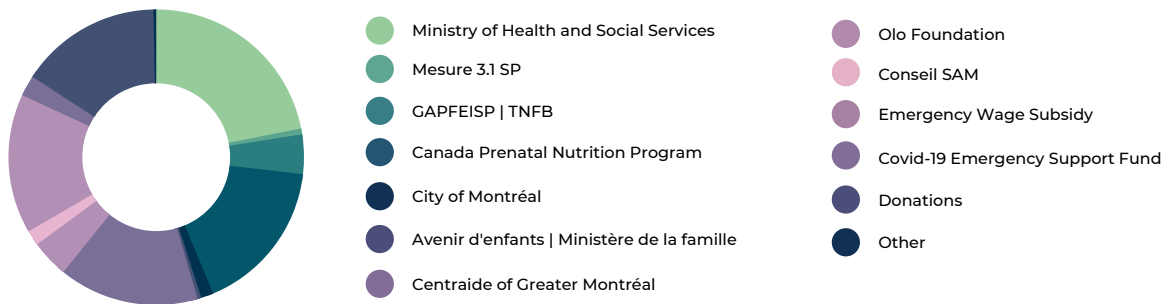 Ministry of Health and Social Services
Mesure 3.1 SP
GAPFEISP | TNFB
Canada Prenatal Nutrition Program
City of Montréal
Avenir d'enfants | Ministère de la famille
Centraide of Greater Montréal
Olo Foundation
Conseil SAM
Emergency Wage Subsidy
Covid-19 Emergency Support Fund
Donations
Other